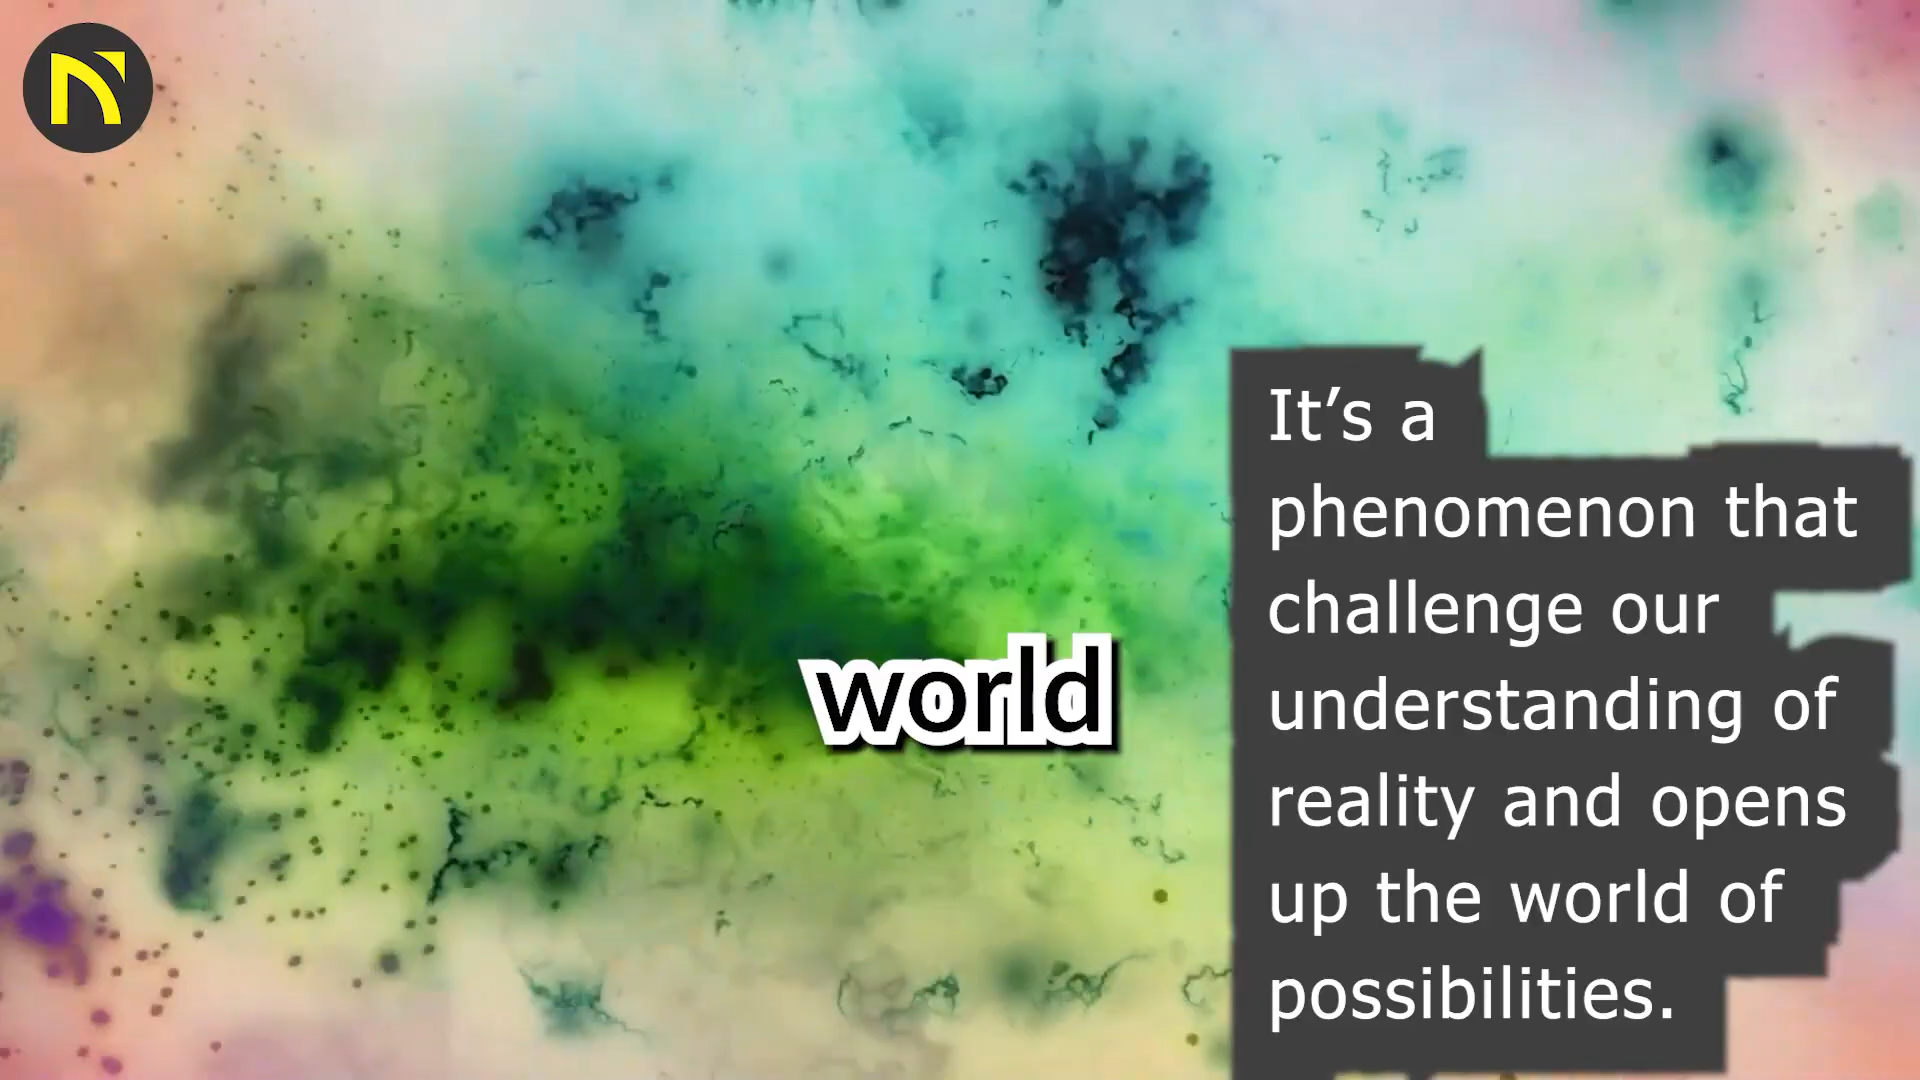 world
It’s a
phenomenon that
challenge our
understanding of
reality and opens
up the world of
possibilities.